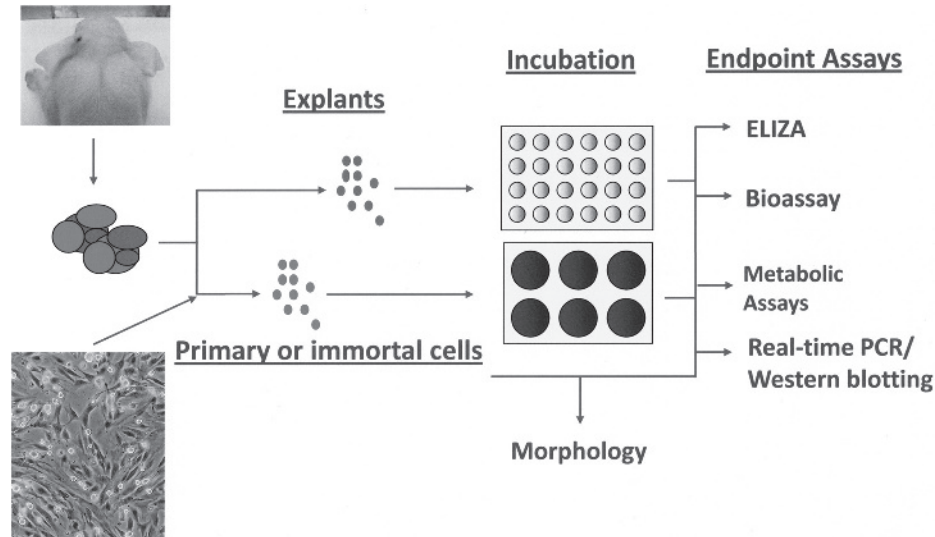 Incubation
Endpoint Assays
Explants
ELIZA
Bioassay
Metabolic
Assays
Primary or immortal cells
Real-time PCR/
Western blotting
Morphology